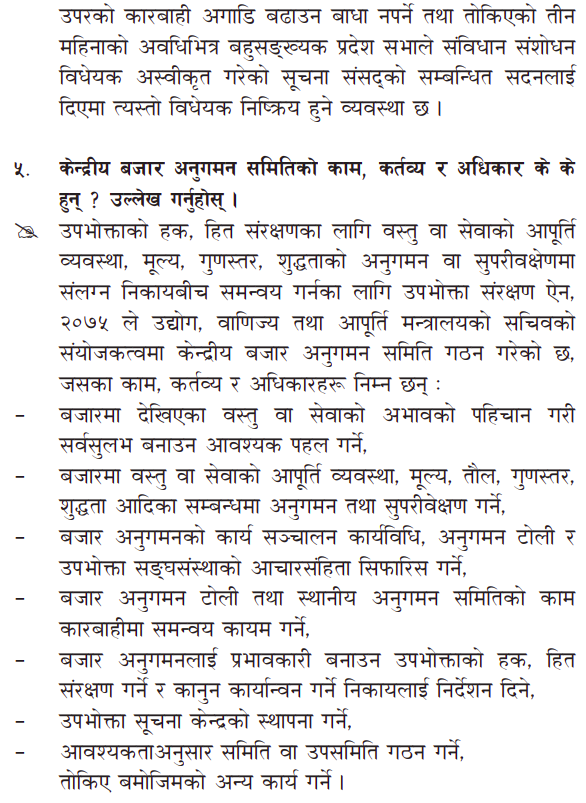 उपरको कारबाही अगाडि बढाउन बाधा नपर्ने तथा तोकिएको तीन
महिनाको अवधिभित्र बहुसङ्ख्यक प्रदेश सभाले संविधान संशोधन
विधेयक अस्वीकृत गरेको सूचना संसद्को सम्बन्धित सदनलाई
दिएमा त्यस्तो विधेयक निष्क्रिय हुने व्यवस्था छ ।
५. केन्द्रीय बजार अनुगमन समितिको काम, कर्तव्य र अधिकार के के
हुन् ? उल्लेख गर्नुहोस् ।
उपभोक्ताको हक, हित संरक्षणका लागि वस्तु वा सेवाको आपूर्ति
व्यवस्था, मूल्य, गुणस्तर, शुद्धताको अनुगमन वा सुपरीवक्षेणमा
संलग्न निकायबीच समन्वय गर्नका लागि उपभोक्ता संरक्षण ऐन,
२०७५ ले उद्योग, वाणिज्य तथा आपूर्ति मन्त्रालयको सचिवको
संयोजकत्वमा केन्द्रीय बजार अनुगमन समिति गठन गरेको छ,
जसका काम, कर्तव्य र अधिकारहरू निम्न छन् :
– बजारमा देखिएका वस्तु वा सेवाको अभावको पहिचान गरी
सर्वसुलभ बनाउन आवश्यक पहल गर्ने,
– बजारमा वस्तु वा सेवाको आपूर्ति व्यवस्था, मूल्य, तौल, गुणस्तर,
शुद्धता आदिका सम्बन्धमा अनुगमन तथा सुपरीवेक्षण गर्ने,
– बजार अनुगमनको कार्य सञ्चालन कार्यविधि, अनुगमन टोली र
उपभोक्ता सङ्घसंस्थाको आचारसंहिता सिफारिस गर्ने,
– बजार अनुगमन टोली तथा स्थानीय अनुगमन समितिको काम
कारबाहीमा समन्वय कायम गर्ने,
– बजार अनुगमनलाई प्रभावकारी बनाउन उपभोक्ताको हक, हित
संरक्षण गर्ने र कानुन कार्यान्वन गर्ने निकायलाई निर्देशन दिने,
– उपभोक्ता सूचना केन्द्रको स्थापना गर्ने,
– आवश्यकताअनुसार समिति वा उपसमिति गठन गर्ने,
तोकिए बमोजिमको अन्य कार्य गर्ने ।